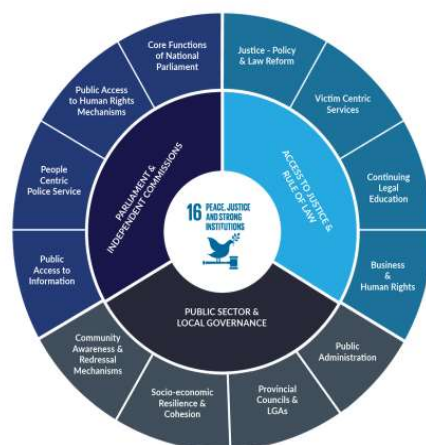 Core Functions
of National
Parliament
Justice - Policy
& Law Reform
Public Access
to Human Rights
Mechanisms
Victim Centric
Services
People
Centric
Police Service
Continuing
Legal
Education
Public
Access to
Information
Business
& Human Rights
PARLIAMENT &
INDEPENDENT COMMISSIONS
ACCESS TO JUSTICE &
RULE OF LAW
16 PEACE, JUSTICE
AND STRONG
INSTITUTIONS
PUBLIC SECTOR &
LOCAL GOVERNANCE
Community
Awareness &
Redressal
Mechanisms
Socio-economic
Resilience &
Cohesion
Provincial
Councils &
LGAs
Public
Administration